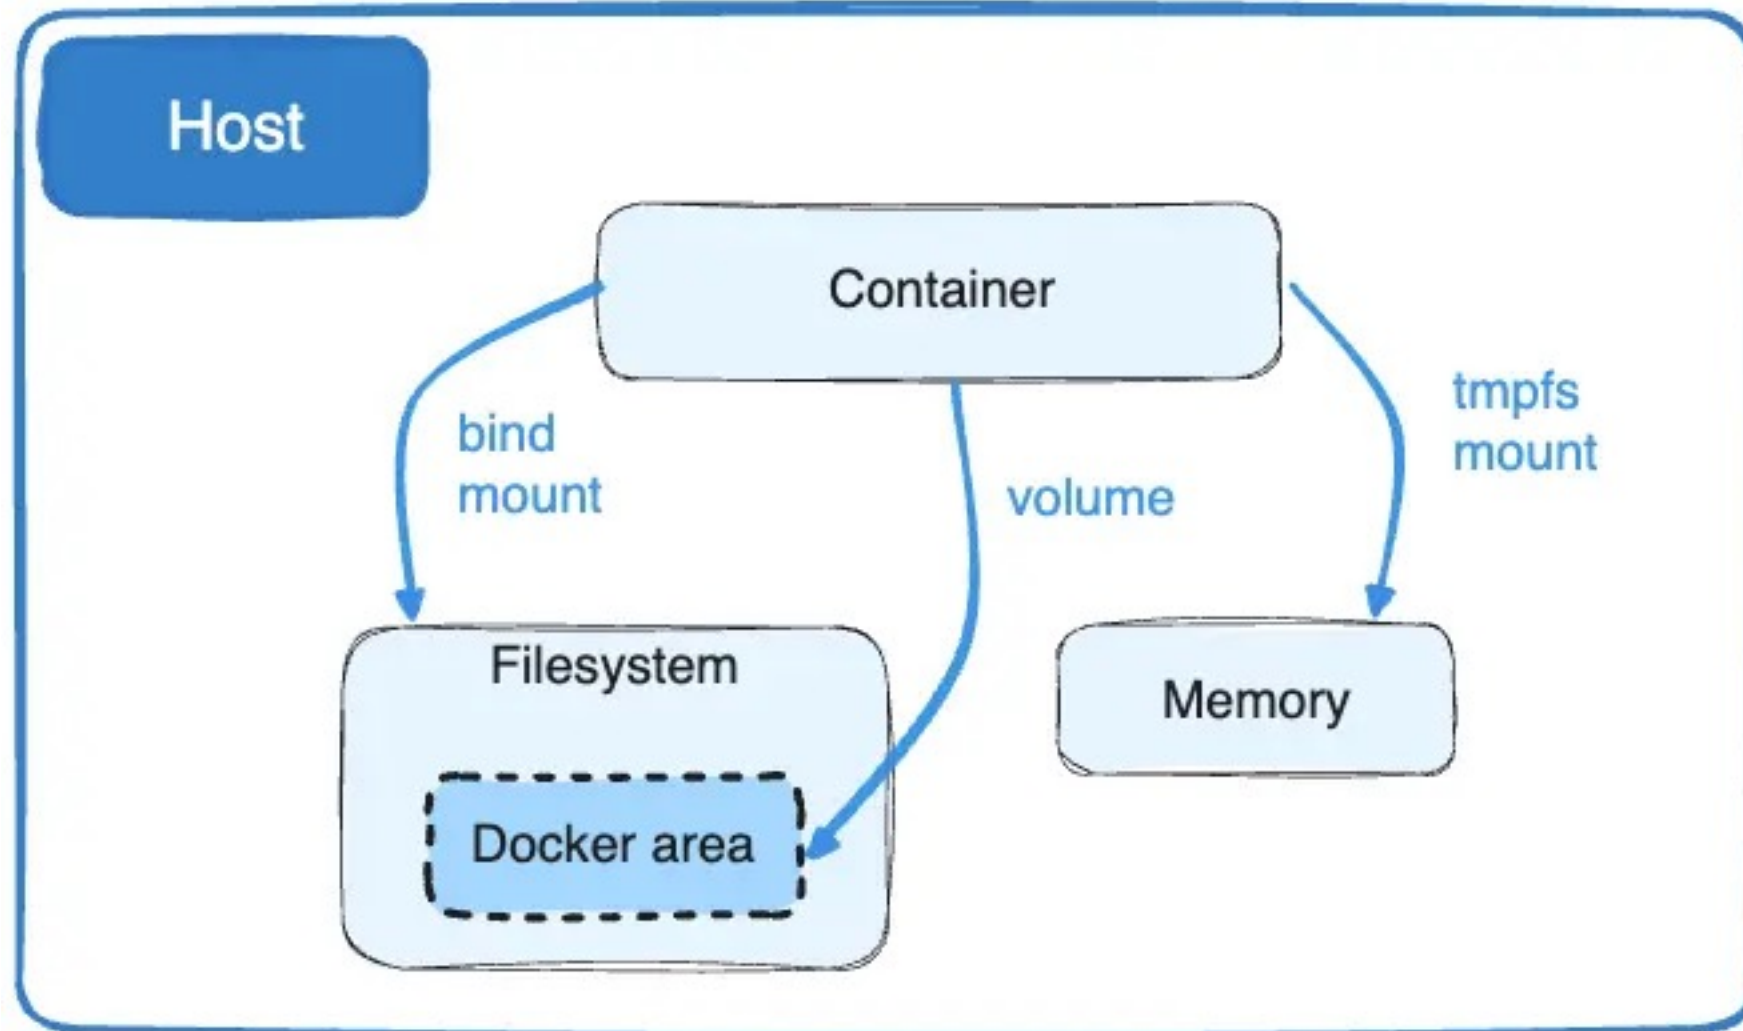 Host
Container
bind
mount
volume
tmpfs
mount
Filesystem
Memory
Docker area